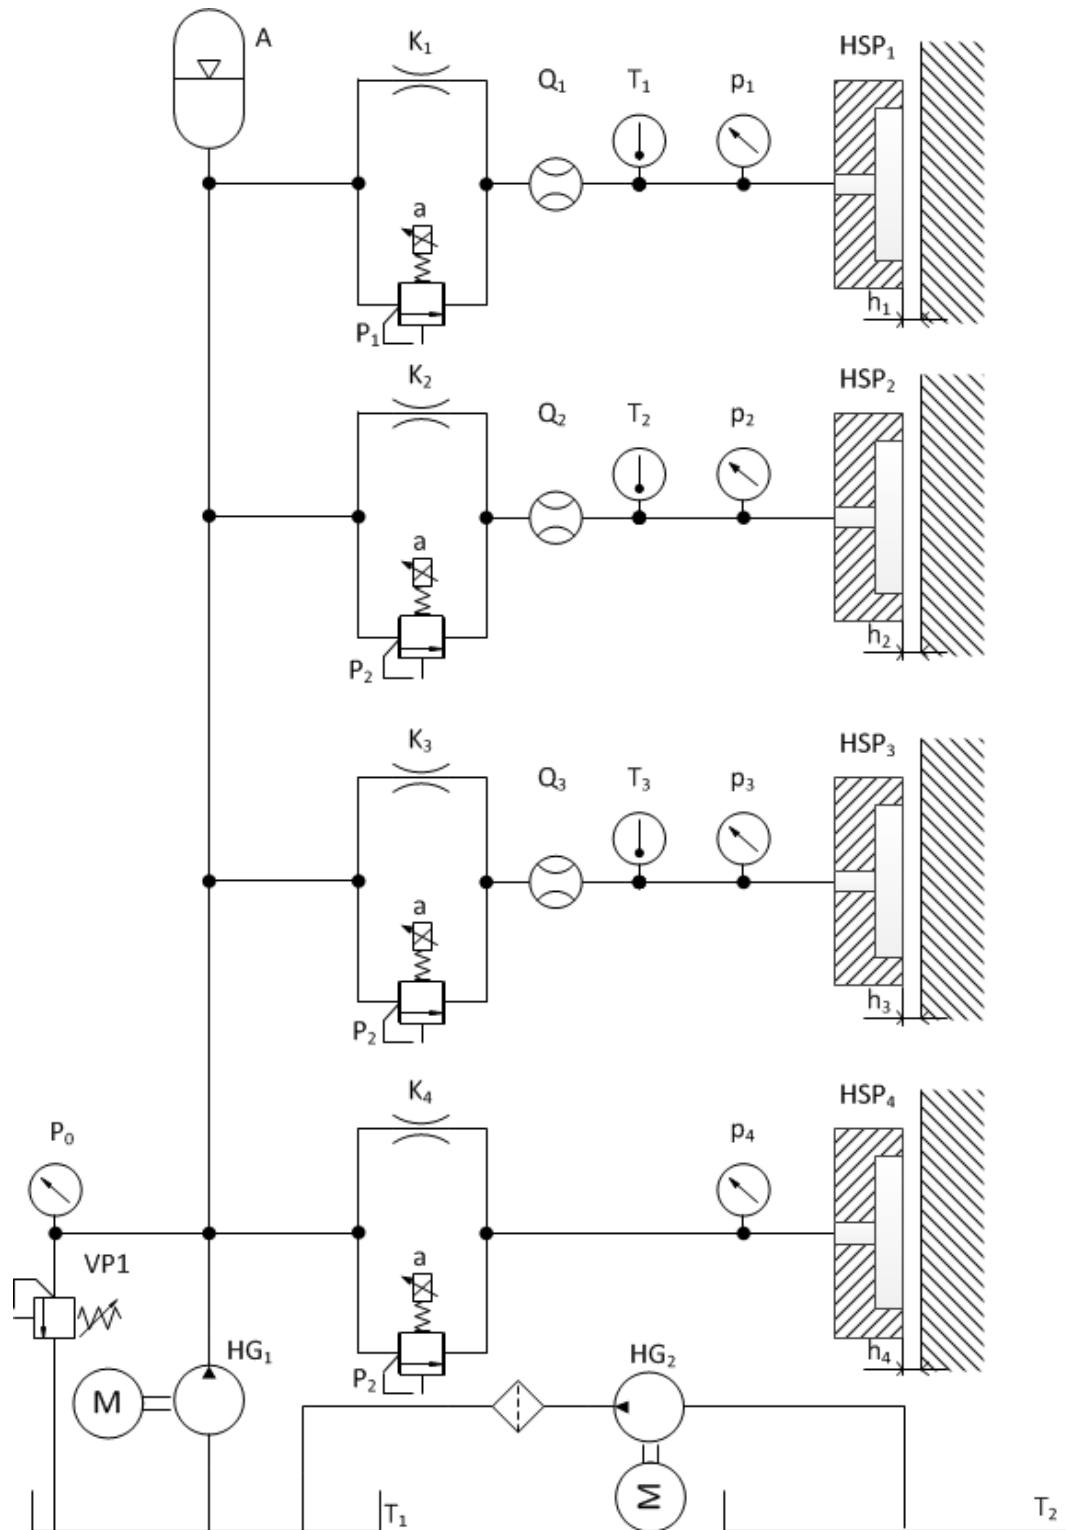 A
K₁
Q₁
T₁
p₁
HSP₁
a
P₁
h₁
K₂
Q₂
T₂
p₂
HSP₂
a
P₂
h₂
K₃
Q₃
T₃
p₃
HSP₃
a
P₂
h₃
K₄
P₀
p₄
HSP₄
VP1
a
HG₁
P₂
HG₂
h₄
M
M
T₁
T₂